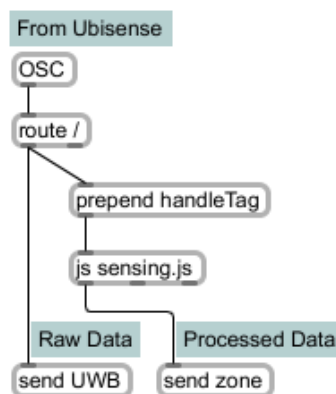 From Ubisense
OSC
route /
prepend handleTag
js sensing.js
Raw Data
Processed Data
send UWB
send zone